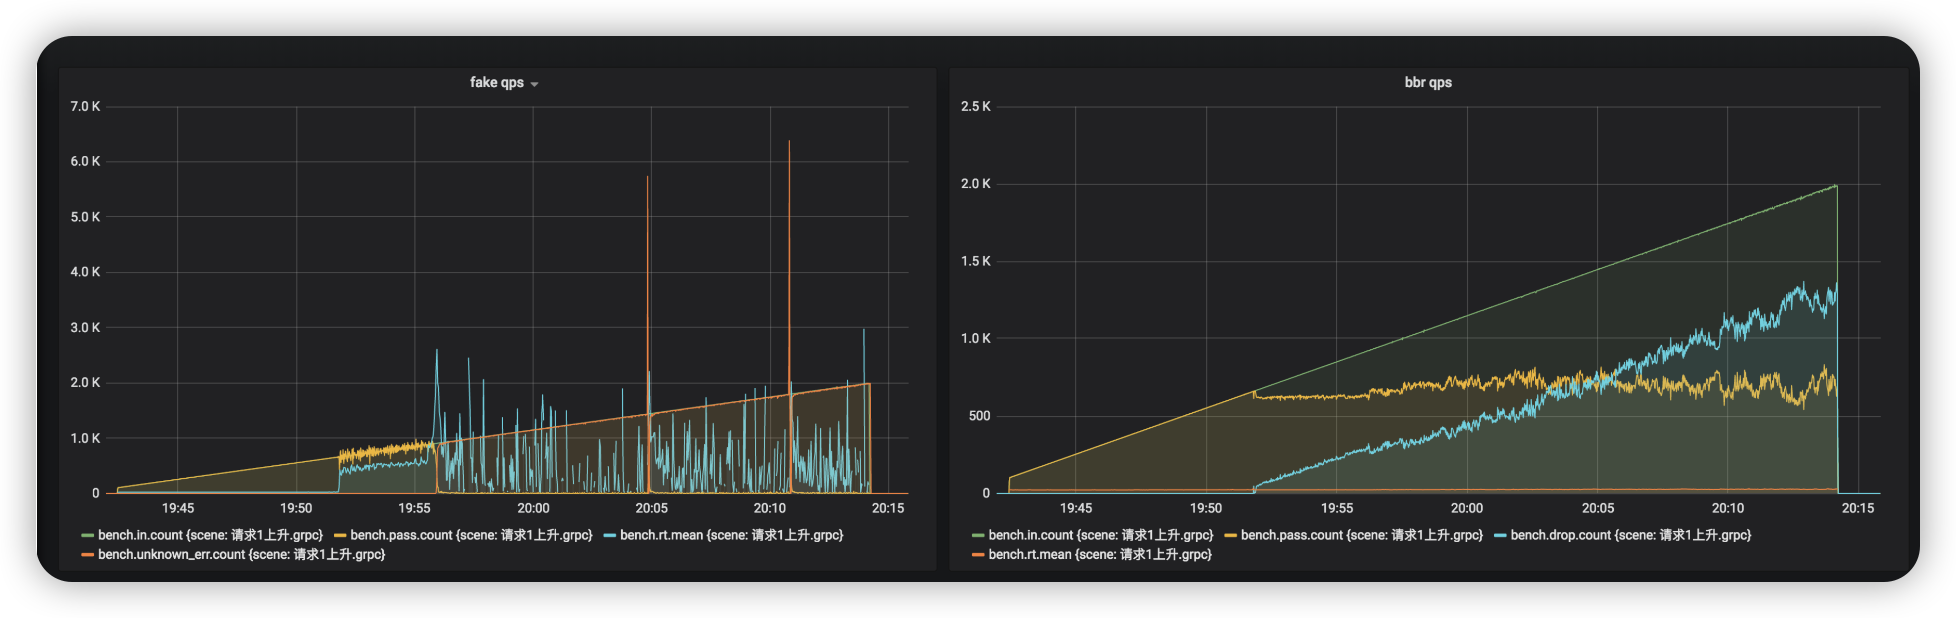 fake qps
7.0 K
6.0 K
5.0 K
4.0 K
3.0 K
2.0 K
1.0 K
0
19:45 19:50 19:55 20:00 20:05 20:10 20:15
bench.in.count {scene: 请求1上升.grpc} bench.pass.count {scene: 请求1上升.grpc} bench.rt.mean {scene: 请求1上升.grpc}
bench.unknown_err.count {scene: 请求1上升.grpc}
bbr qps
2.5 K
2.0 K
1.5 K
1.0 K
500
0
19:45 19:50 19:55 20:00 20:05 20:10 20:15
bench.in.count {scene: 请求1上升.grpc} bench.pass.count {scene: 请求1上升.grpc} bench.drop.count {scene: 请求1上升.grpc}
bench.rt.mean {scene: 请求1上升.grpc}